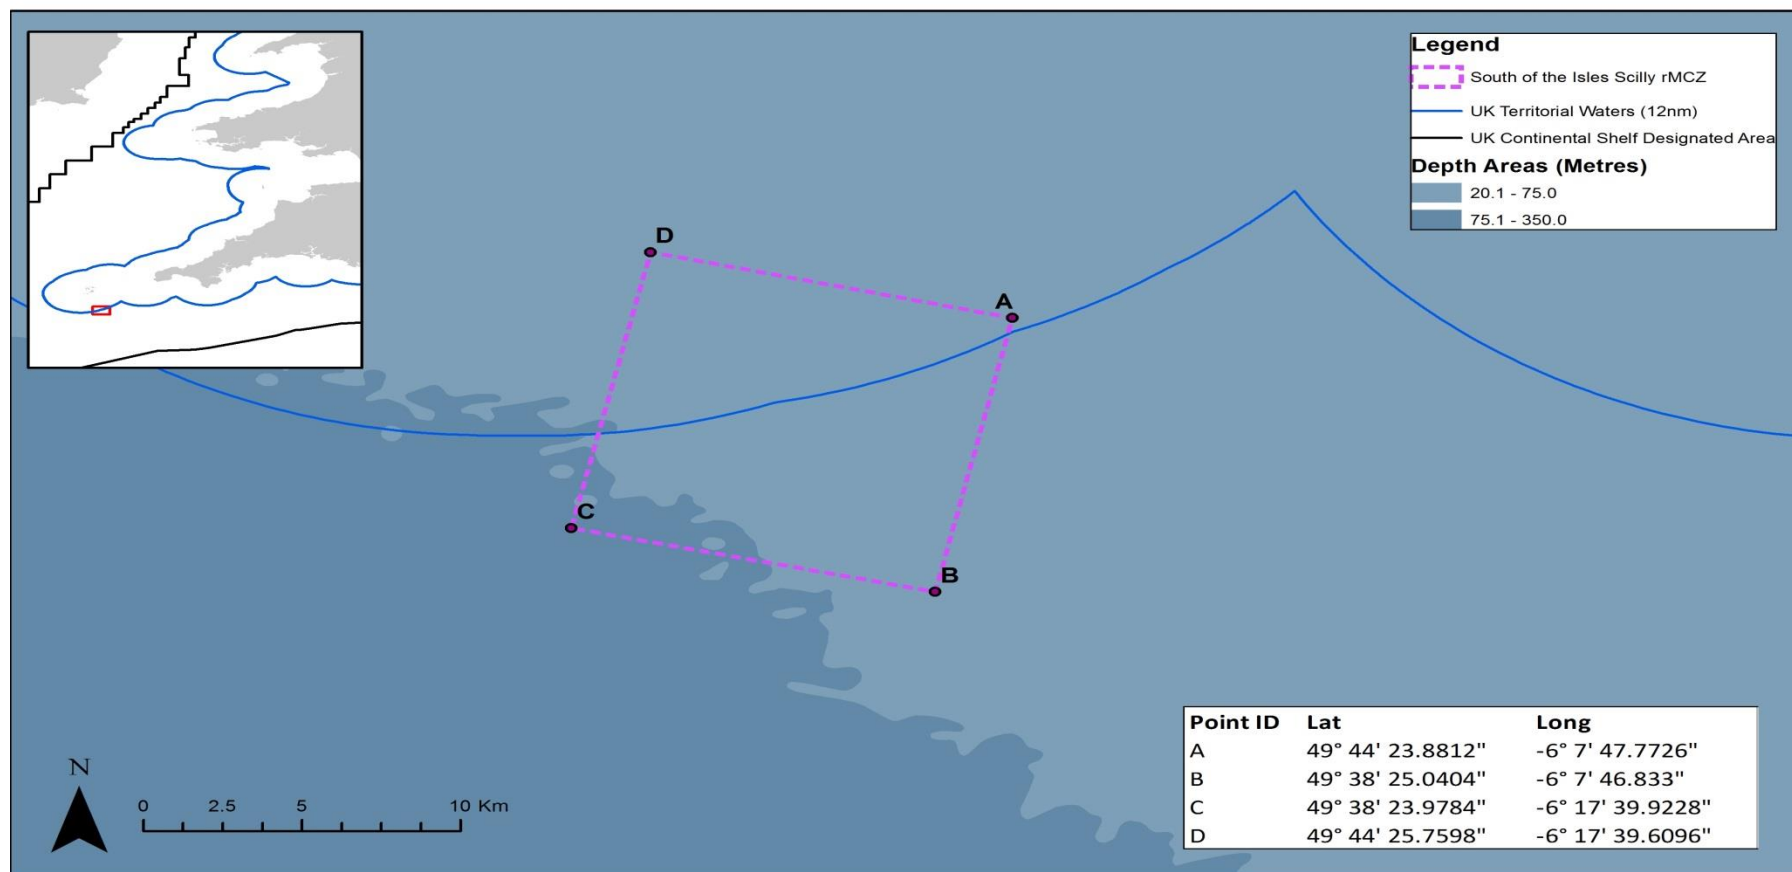 Legend
South of the Isles Scilly rMCZ
UK Territorial Waters (12nm)
UK Continental Shelf Designated Area
Depth Areas (Metres)
20.1 - 75.0
75.1 - 350.0
D
A
C
B
N
0 2.5 5 10 Km
Point ID Lat Long
A 49° 44' 23.8812" -6° 7' 47.7726"
B 49° 38' 25.0404" -6° 7' 46.833"
C 49° 38' 23.9784" -6° 17' 39.9228"
D 49° 44' 25.7598" -6° 17' 39.6096"